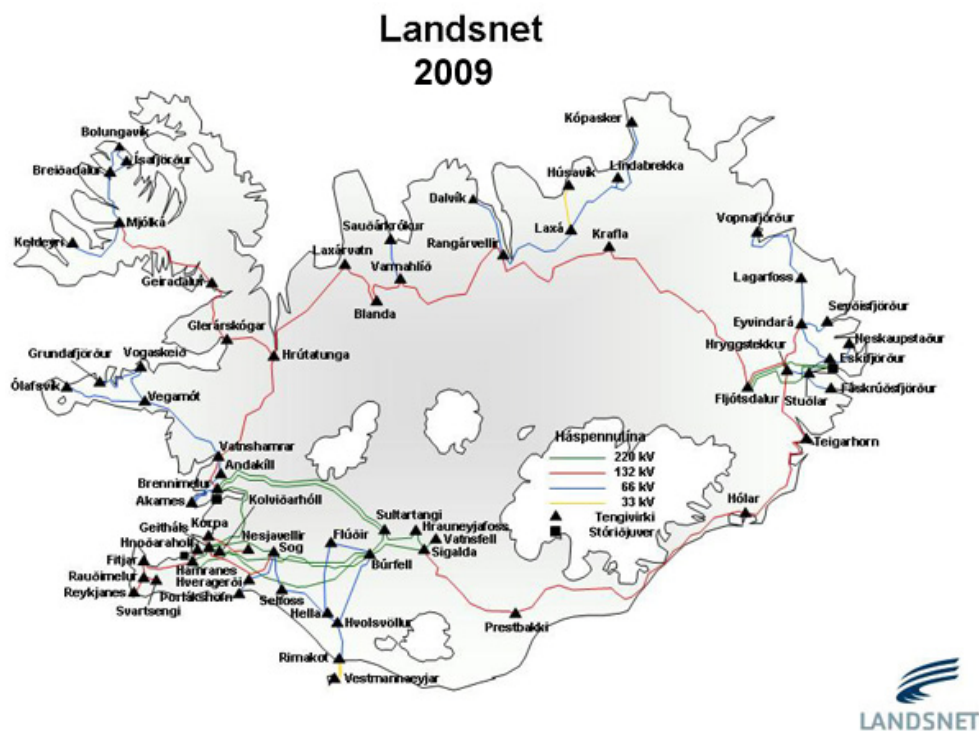 Landsnet
2009
Kópasker
Bolungavík
Ísafjörður
Breiðadalur
Lindabrekka
Húsavík
Dalvík
Vopnafjörður
Mjólká
Sauðárkrókur
Laxá
Keldeyri
Rangárvellir
Krafla
Laxárvatn
Varmahlíð
Geiradalur
Lagarfoss
Blanda
Seyðisfjörður
Glerárskógar
Eyvindará
Neskaupstaður
Hryggstekkur
Grundafjörður
Vogaskeið
Hrútatunga
Eskifjörður
Ólafsvík
Fljótsdalur
Stuðlar
Fáskrúðsfjörður
Vegamót
Háspennulína
220 kV
132 kV
66 kV
33 kV
Tengivirki
Stóriðjuver
Teigarhorn
Vatnshamrar
Andakíll
Brennimelur
Kolviðarhóll
Akarnes
Hólar
Sultartangi
Hrauneyjafoss
Vatnsfell
Sigalda
Korpa
Geitháls
Nesjavellir
Flúðir
Hnoðaraholt
Sog
Búrfell
Fitjar
Hamranes
Rauðimelur
Hveragerði
Reykjanes
Þorlákshöfn
Selfoss
Svartsengi
Hella
Hvolsvöllur
Prestbakki
Rimakot
Vestmannaeyjar
LANDSNET